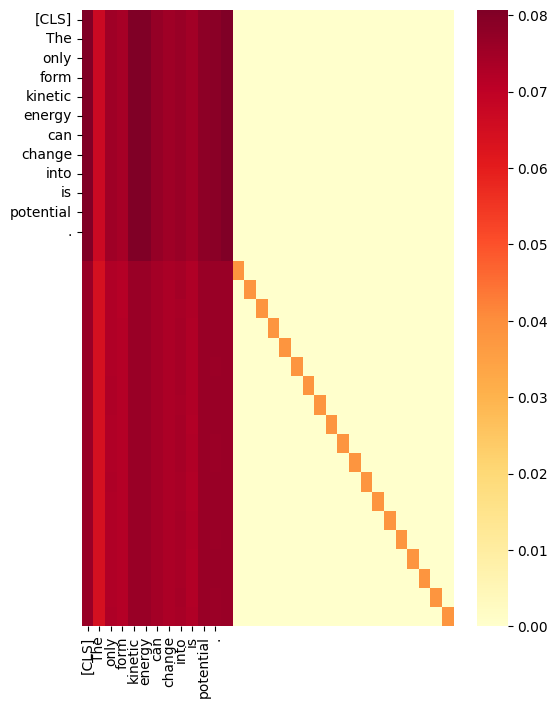 [CLS]
The
only
form
kinetic
energy
can
change
into
is
potential
.
0.08
0.07
0.06
0.05
0.04
0.03
0.02
0.01
0.00
[CLS]
The
only
form
kinetic
energy
can
change
into
is
potential
.